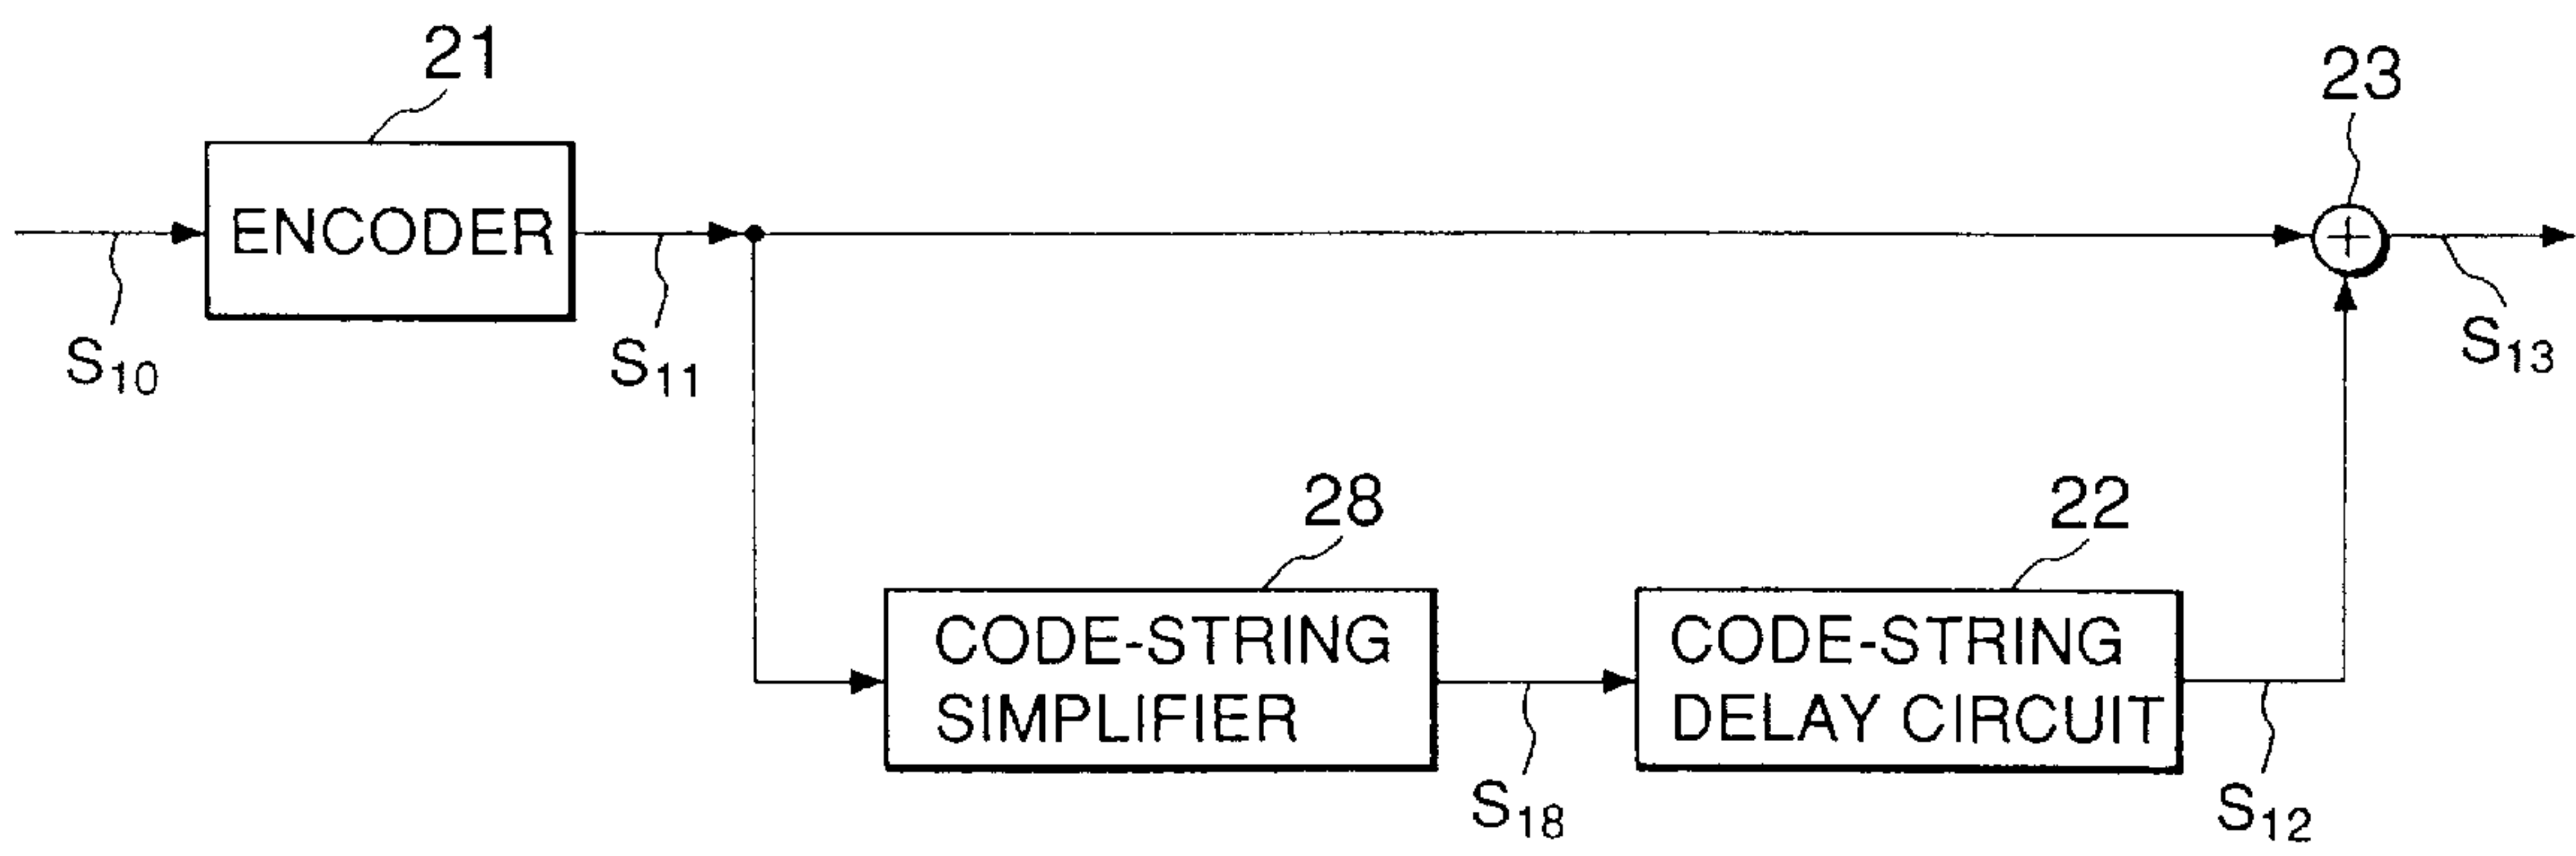 21
23
ENCODER
+
S10
S11
S13
28
22
CODE-STRING
SIMPLIFIER
CODE-STRING
DELAY CIRCUIT
S18
S12